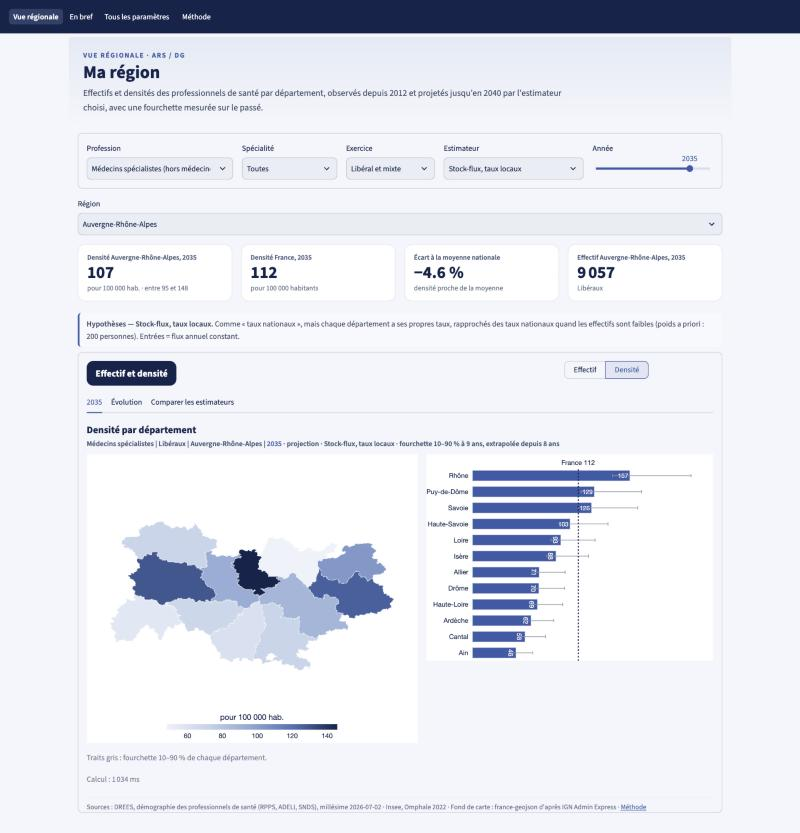 Vue régionale En bref Tous les paramètres Méthode
VUE RÉGIONALE · ARS / DG
Ma région
Effectifs et densités des professionnels de santé par département, observés depuis 2012 et projetés jusqu'en 2040 par l'estimateur
choisi, avec une fourchette mesurée sur le passé.
Profession Spécialité Exercice Estimateur Année
2035
Médecins spécialistes (hors médecin Toutes Libéral et mixte Stock-flux, taux locaux
Région
Auvergne-Rhône-Alpes
Densité Auvergne-Rhône-Alpes, 2035
107
pour 100 000 hab. · entre 95 et 148
Densité France, 2035
112
pour 100 000 habitants
Écart à la moyenne nationale
−4.6 %
densité proche de la moyenne
Effectif Auvergne-Rhône-Alpes, 2035
9 057
Libéraux
Hypothèses — Stock-flux, taux locaux. Comme « taux nationaux », mais chaque département a ses propres taux, rapprochés des taux nationaux quand les effectifs sont faibles (poids a priori :
200 personnes). Entrées = flux annuel constant.
Effectif et densité
Effectif Densité
2035 Évolution Comparer les estimateurs
Densité par département
Médecins spécialistes | Libéraux | Auvergne-Rhône-Alpes | 2035 · projection · Stock-flux, taux locaux · fourchette 10–90 % à 9 ans, extrapolée depuis 8 ans
France 112
Rhône 167
Puy-de-Dôme 129
Savoie 126
Haute-Savoie 103
Loire
Isère
Allier
Drôme 70
Haute-Loire 69
Ardèche 62
Cantal
Ain
pour 100 000 hab.
60 80 100 120 140
Traits gris : fourchette 10–90 % de chaque département.
Calcul : 1 034 ms
Sources : DREES, démographie des professionnels de santé (RPPS, ADELI, SNDS), millésime 2026-07-02 · Insee, Omphale 2022 · Fond de carte : france-geojson d'après IGN Admin Express · Méthode